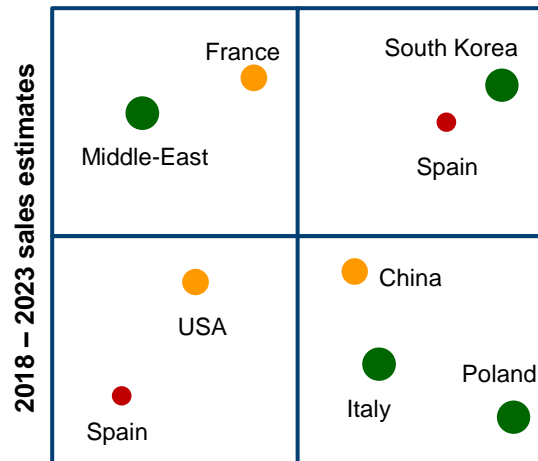 2018 – 2023 sales estimates
France
South Korea
Middle-East
Spain
China
USA
Poland
Italy
Spain